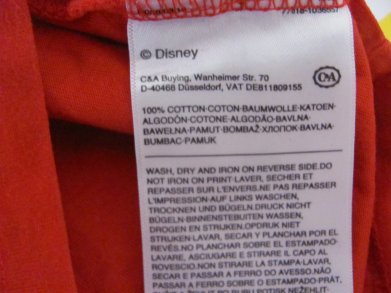 © Disney
C&A Buying, Wanheimer Str. 70
D-40468 Düsseldorf, VAT DE811809155
C&A
100% COTTON-COTON-BAUMWOLLE-KATOEN-
ALGODÓN-COTONE-ALGODÃO-BAVLNA-
BAWEŁNA-PAMUT-BOMBAŽ-ХЛОПОК-BAVLNA-
BUMBAC-PAMUK
WASH, DRY AND IRON ON REVERSE SIDE.DO
NOT IRON ON PRINT-LAVER, SECHER ET
REPASSER SUR L'ENVERS.NE PAS REPASSER
L'IMPRESSION-AUF LINKS WASCHEN,
TROCKNEN UND BÜGELN.DRUCK NICHT
BÜGELN-BINNENSTEBUITEN WASSEN,
DROGEN EN STRIJKEN.OPDRUK NIET
STRIJKEN-LAVAR, SECAR Y PLANCHAR POR EL
REVÉS.NO PLANCHAR SOBRE EL ESTAMPADO-
LAVARE, ASCIUGARE E STIRARE IL CAPO AL
ROVESCIO.NON STIRARE LA STAMPA-LAVAR,
SECAR E PASSAR A FERRO DO AVESSO.NÃO
PASSAR A FERRO SOBRE O ESTAMPADO-PRÁT,